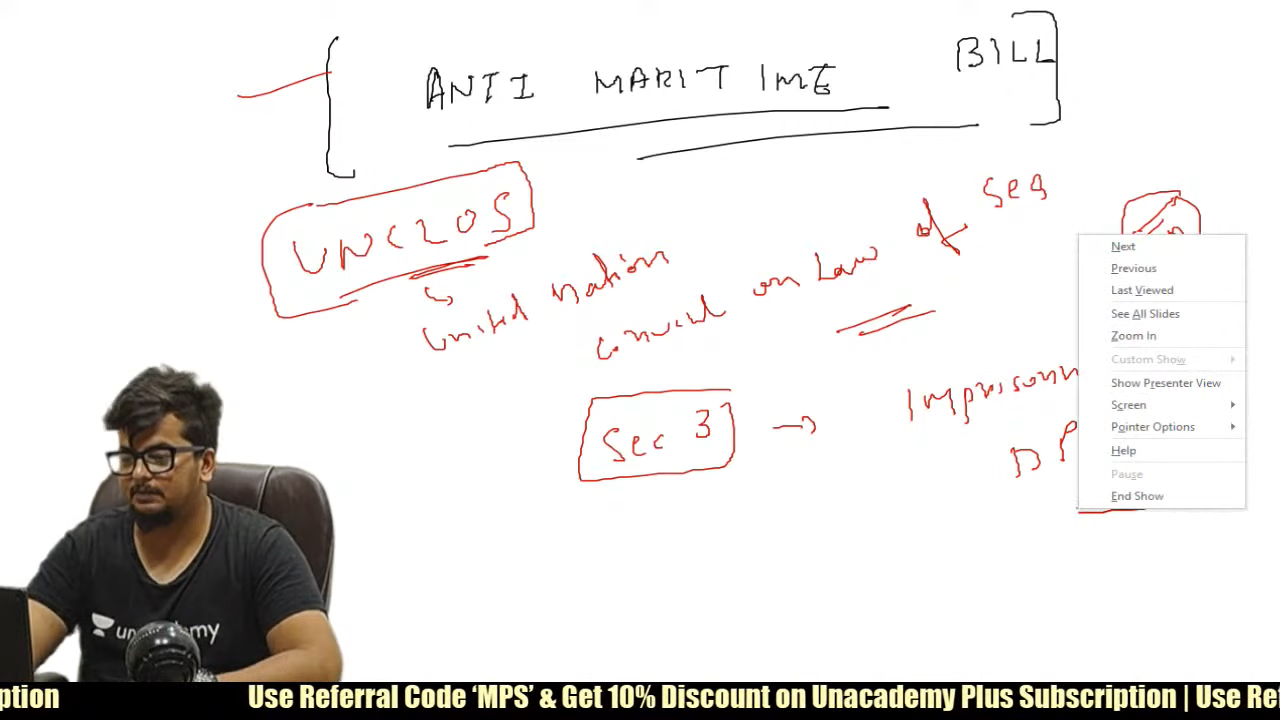 ANTI MARITIME BILL
UNCLOS
United nation
on Law of sea
Sec 3 →
Next
Previous
Last Viewed
See All Slides
Zoom In
Custom Show
Show Presenter View
Screen
Pointer Options
Help
Pause
End Show
unacademy
ption Use Referral Code ‘MPS’ & Get 10% Discount on Unacademy Plus Subscription | Use Ref